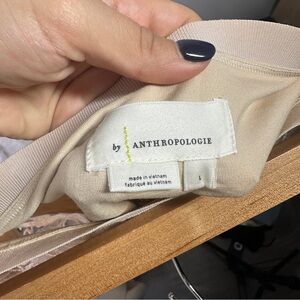 by ANTHROPOLOGIE
made in vietnam
fabriqué au vietnam
L